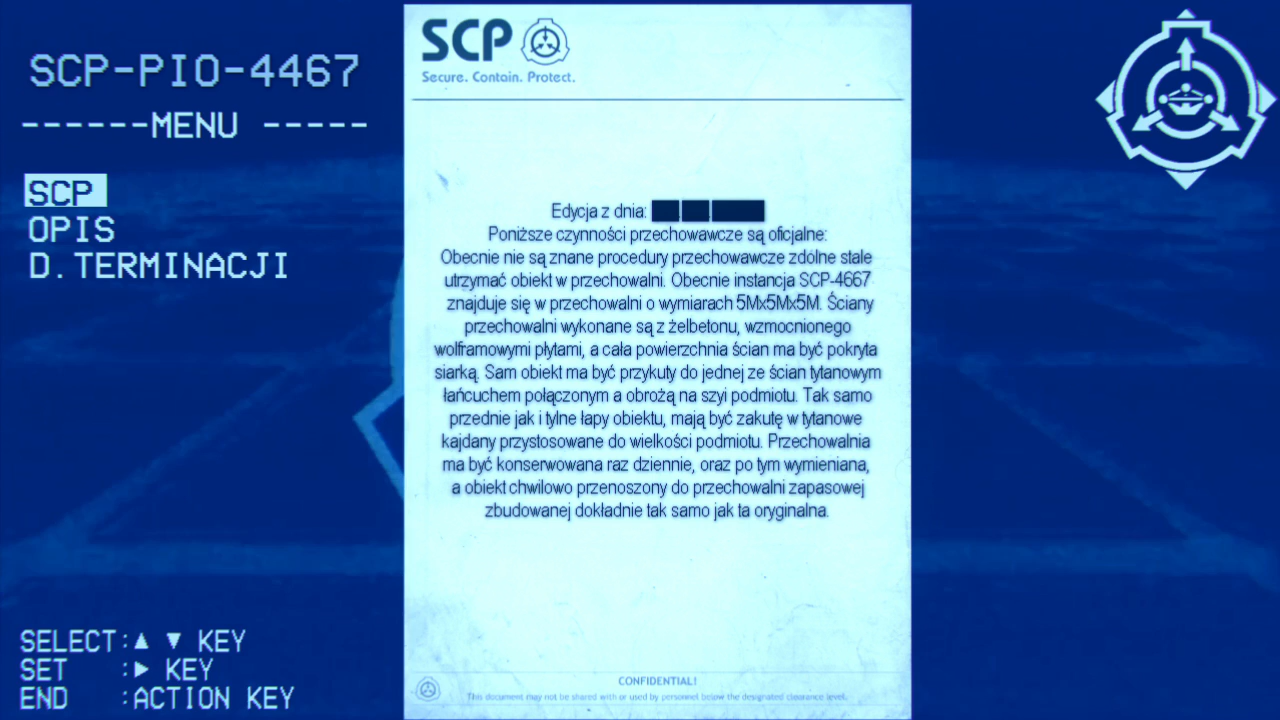 SCP-PIO-4467
------MENU -----
SCP
OPIS
D.TERMINACJI
SELECT:▲ ▼ KEY
SET :► KEY
END :ACTION KEY
SCP
Secure. Contain. Protect.
Edycja z dnia:
Poniższe czynności przechowawcze są oficjalne:
Obecnie nie są znane procedury przechowawcze zdólne stale
utrzymać obiekt w przechowalni. Obecnie instancja SCP-4667
znajduje się w przechowalni o wymiarach 5Mx5Mx5M. Ściany
przechowalni wykonane są z żelbetonu, wzmocnionego
wolframowymi płytami, a cała powierzchnia ścian ma być pokryta
siarką. Sam obiekt ma być przykuty do jednej ze ścian tytanowym
łańcuchem połączonym a obrożą na szyi podmiotu. Tak samo
przednie jak i tylne łapy obiektu, mają być zakutę w tytanowe
kajdany przystosowane do wielkości podmiotu. Przechowalnia
ma być konserwowana raz dziennie, oraz po tym wymieniana,
a obiekt chwilowo przenoszony do przechowalni zapasowej
zbudowanej dokładnie tak samo jak ta oryginalna.
CONFIDENTIAL!
This document may not be shared with or used by personnel below the designated clearance level.